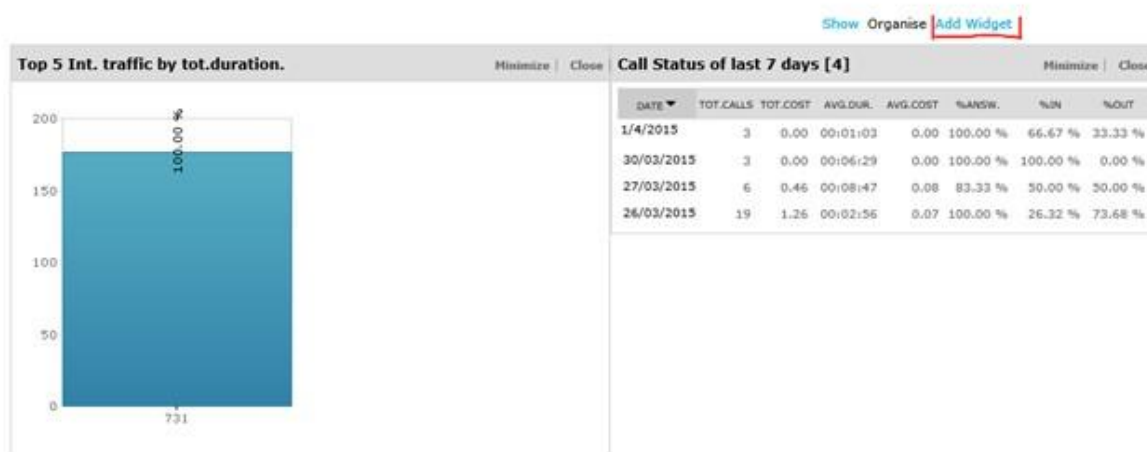 Show Organise Add Widget
Top 5 Int. traffic by tot.duration. Minimize | Close
200
150
100
50
0
100.00 %
731
Call Status of last 7 days [4] Minimize | Close
DATE TOT.CALLS TOT.COST AVG.DUR. AVG.COST %ANSW. %IN %OUT
1/4/2015 3 0.00 00:01:03 0.00 100.00 % 66.67 % 33.33 %
30/03/2015 3 0.00 00:06:29 0.00 100.00 % 100.00 % 0.00 %
27/03/2015 6 0.46 00:08:47 0.08 83.33 % 50.00 % 50.00 %
26/03/2015 19 1.26 00:02:56 0.07 100.00 % 26.32 % 73.68 %